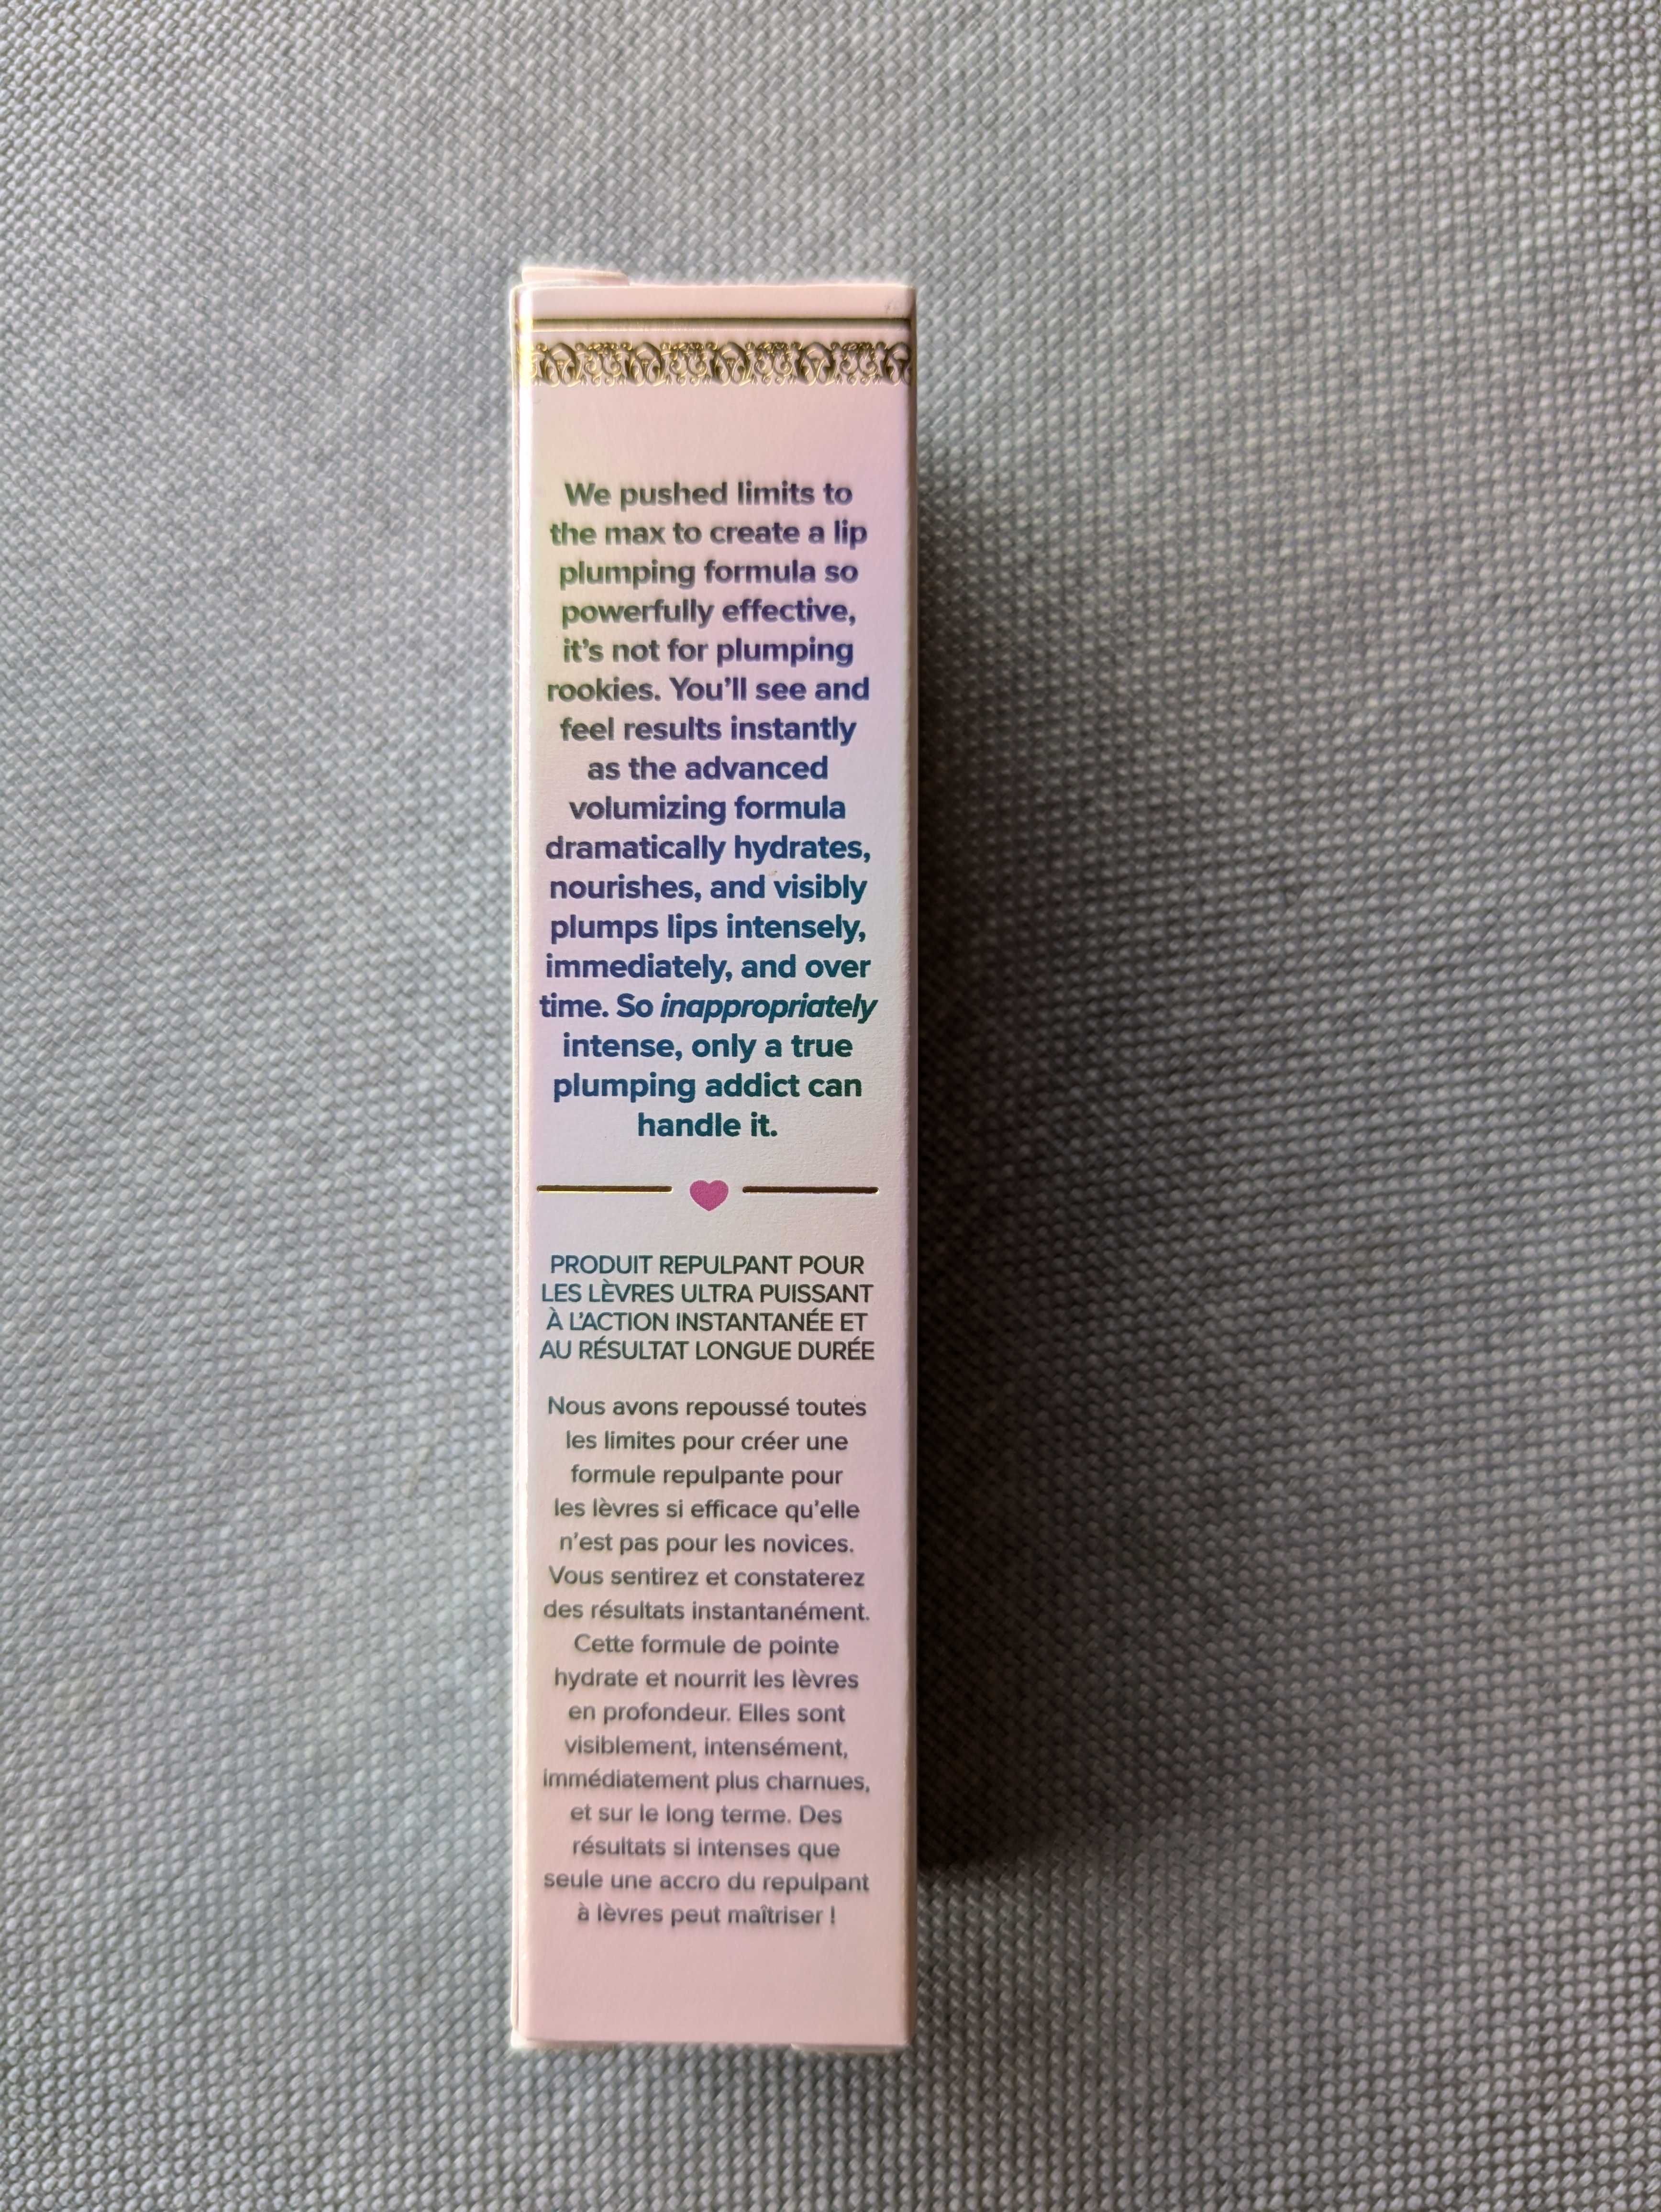 We pushed limits to
the max to create a lip
plumping formula so
powerfully effective,
it's not for plumping
rookies. You'll see and
feel results instantly
as the advanced
volumizing formula
dramatically hydrates,
nourishes, and visibly
plumps lips intensely,
immediately, and over
time. So inappropriately
intense, only a true
plumping addict can
handle it.
PRODUIT REPULPANT POUR
LES LÈVRES ULTRA PUISSANT
À L'ACTION INSTANTANÉE ET
AU RÉSULTAT LONGUE DURÉE
Nous avons repoussé toutes
les limites pour créer une
formule repulpante pour
les lèvres si efficace qu'elle
n'est pas pour les novices.
Vous sentirez et constaterez
des résultats instantanément.
Cette formule de pointe
hydrate et nourrit les lèvres
en profondeur. Elles sont
visiblement, intensément,
immédiatement plus charnues,
et sur le long terme. Des
résultats si intenses que
seule une accro du repulpant
à lèvres peut maîtriser !